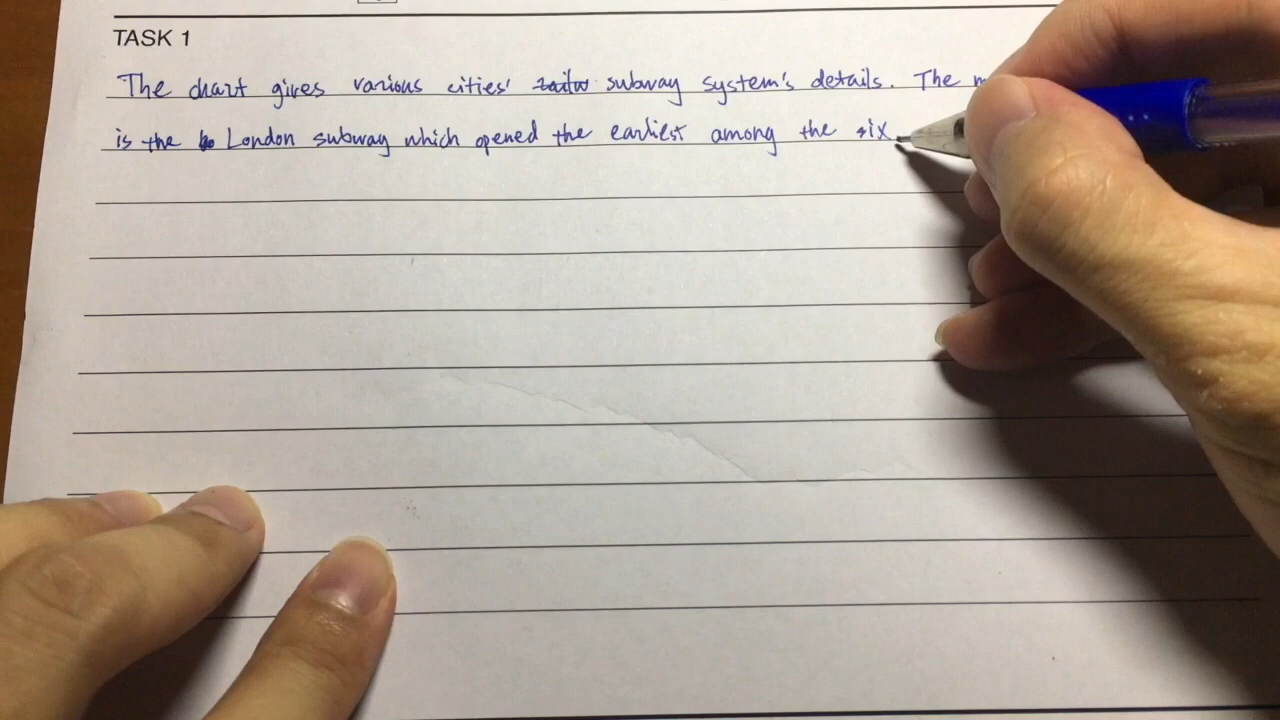 TASK 1
The chart gives various cities' subway system's details. The
is the London subway which opened the earliest among the six